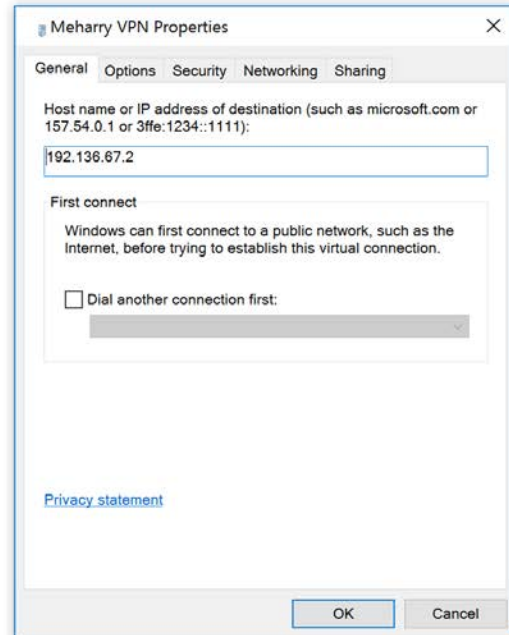 Meharry VPN Properties
General Options Security Networking Sharing
Host name or IP address of destination (such as microsoft.com or
157.54.0.1 or 3ffe:1234::1111):
192.136.67.2
First connect
Windows can first connect to a public network, such as the
Internet, before trying to establish this virtual connection.
Dial another connection first:
Privacy statement
OK Cancel